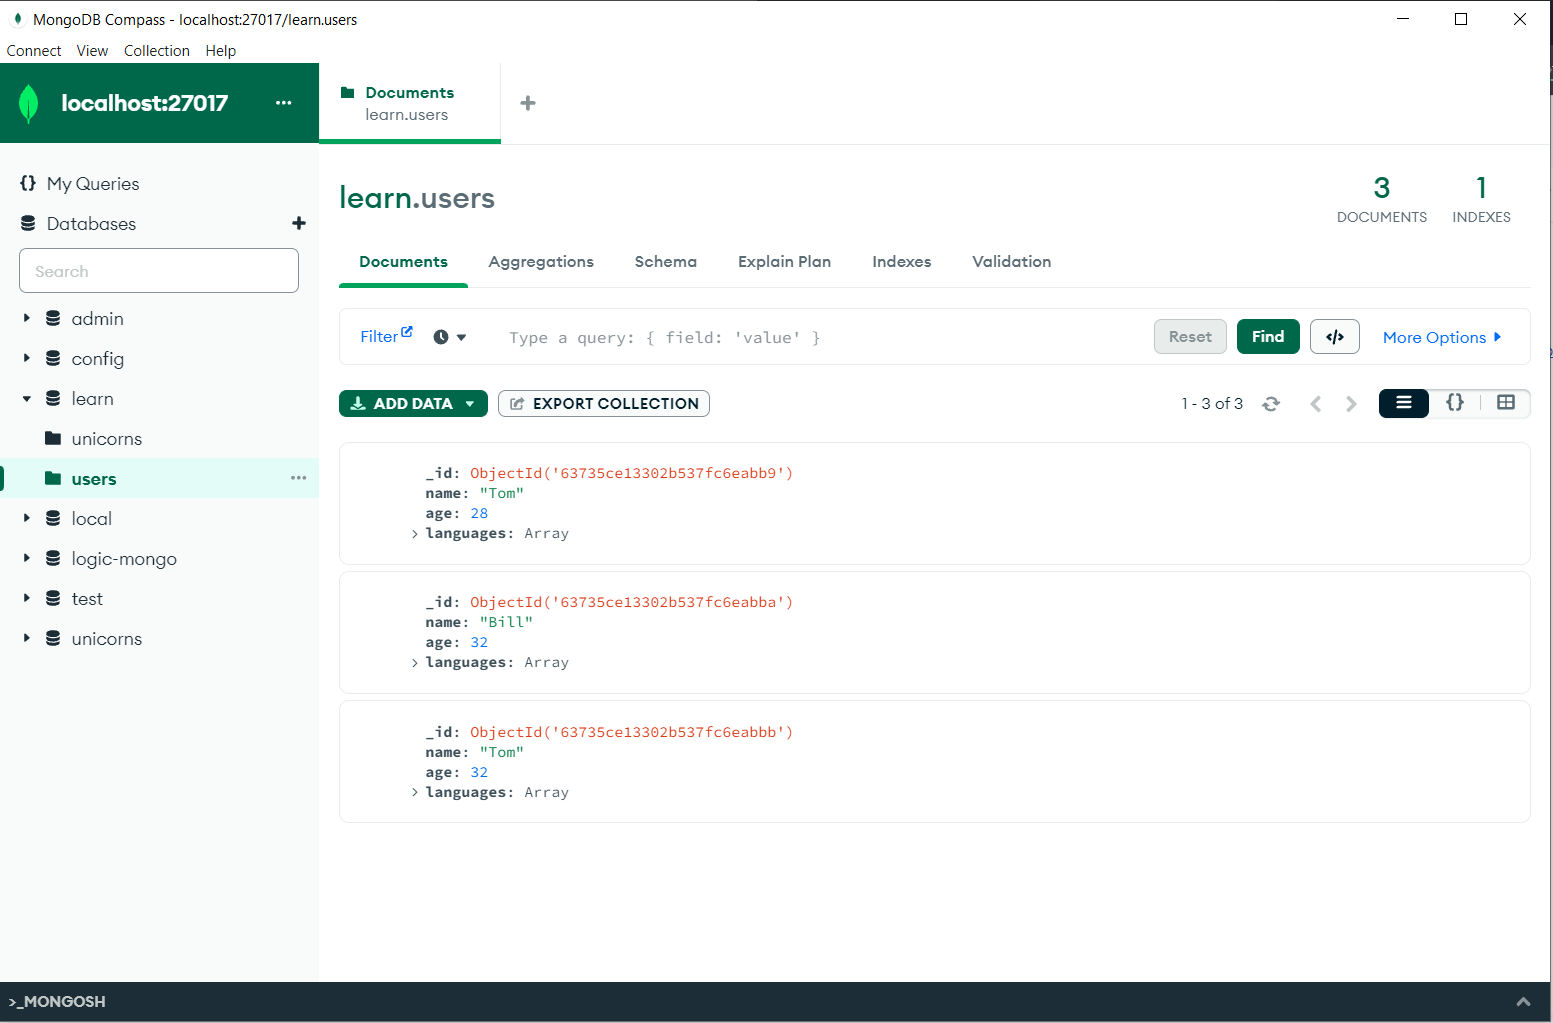 MongoDB Compass - localhost:27017/learn.users
Connect View Collection Help
localhost:27017 ...
Documents
learn.users
{} My Queries
Databases
Search
admin
config
learn
unicorns
users ...
local
logic-mongo
test
unicorns
learn.users
3
DOCUMENTS
1
INDEXES
Documents Aggregations Schema Explain Plan Indexes Validation
Filter Type a query: { field: 'value' } Reset Find </> More Options
ADD DATA EXPORT COLLECTION 1 - 3 of 3 {}
_id: ObjectId('63735ce13302b537fc6eabb9')
name: "Tom"
age: 28
> languages: Array
_id: ObjectId('63735ce13302b537fc6eabba')
name: "Bill"
age: 32
> languages: Array
_id: ObjectId('63735ce13302b537fc6eabbb')
name: "Tom"
age: 32
> languages: Array
>_MONGOSH